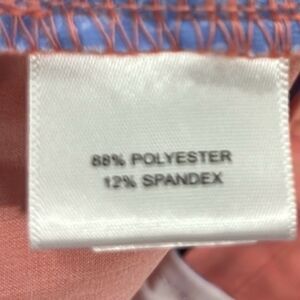 88% POLYESTER
12% SPANDEX